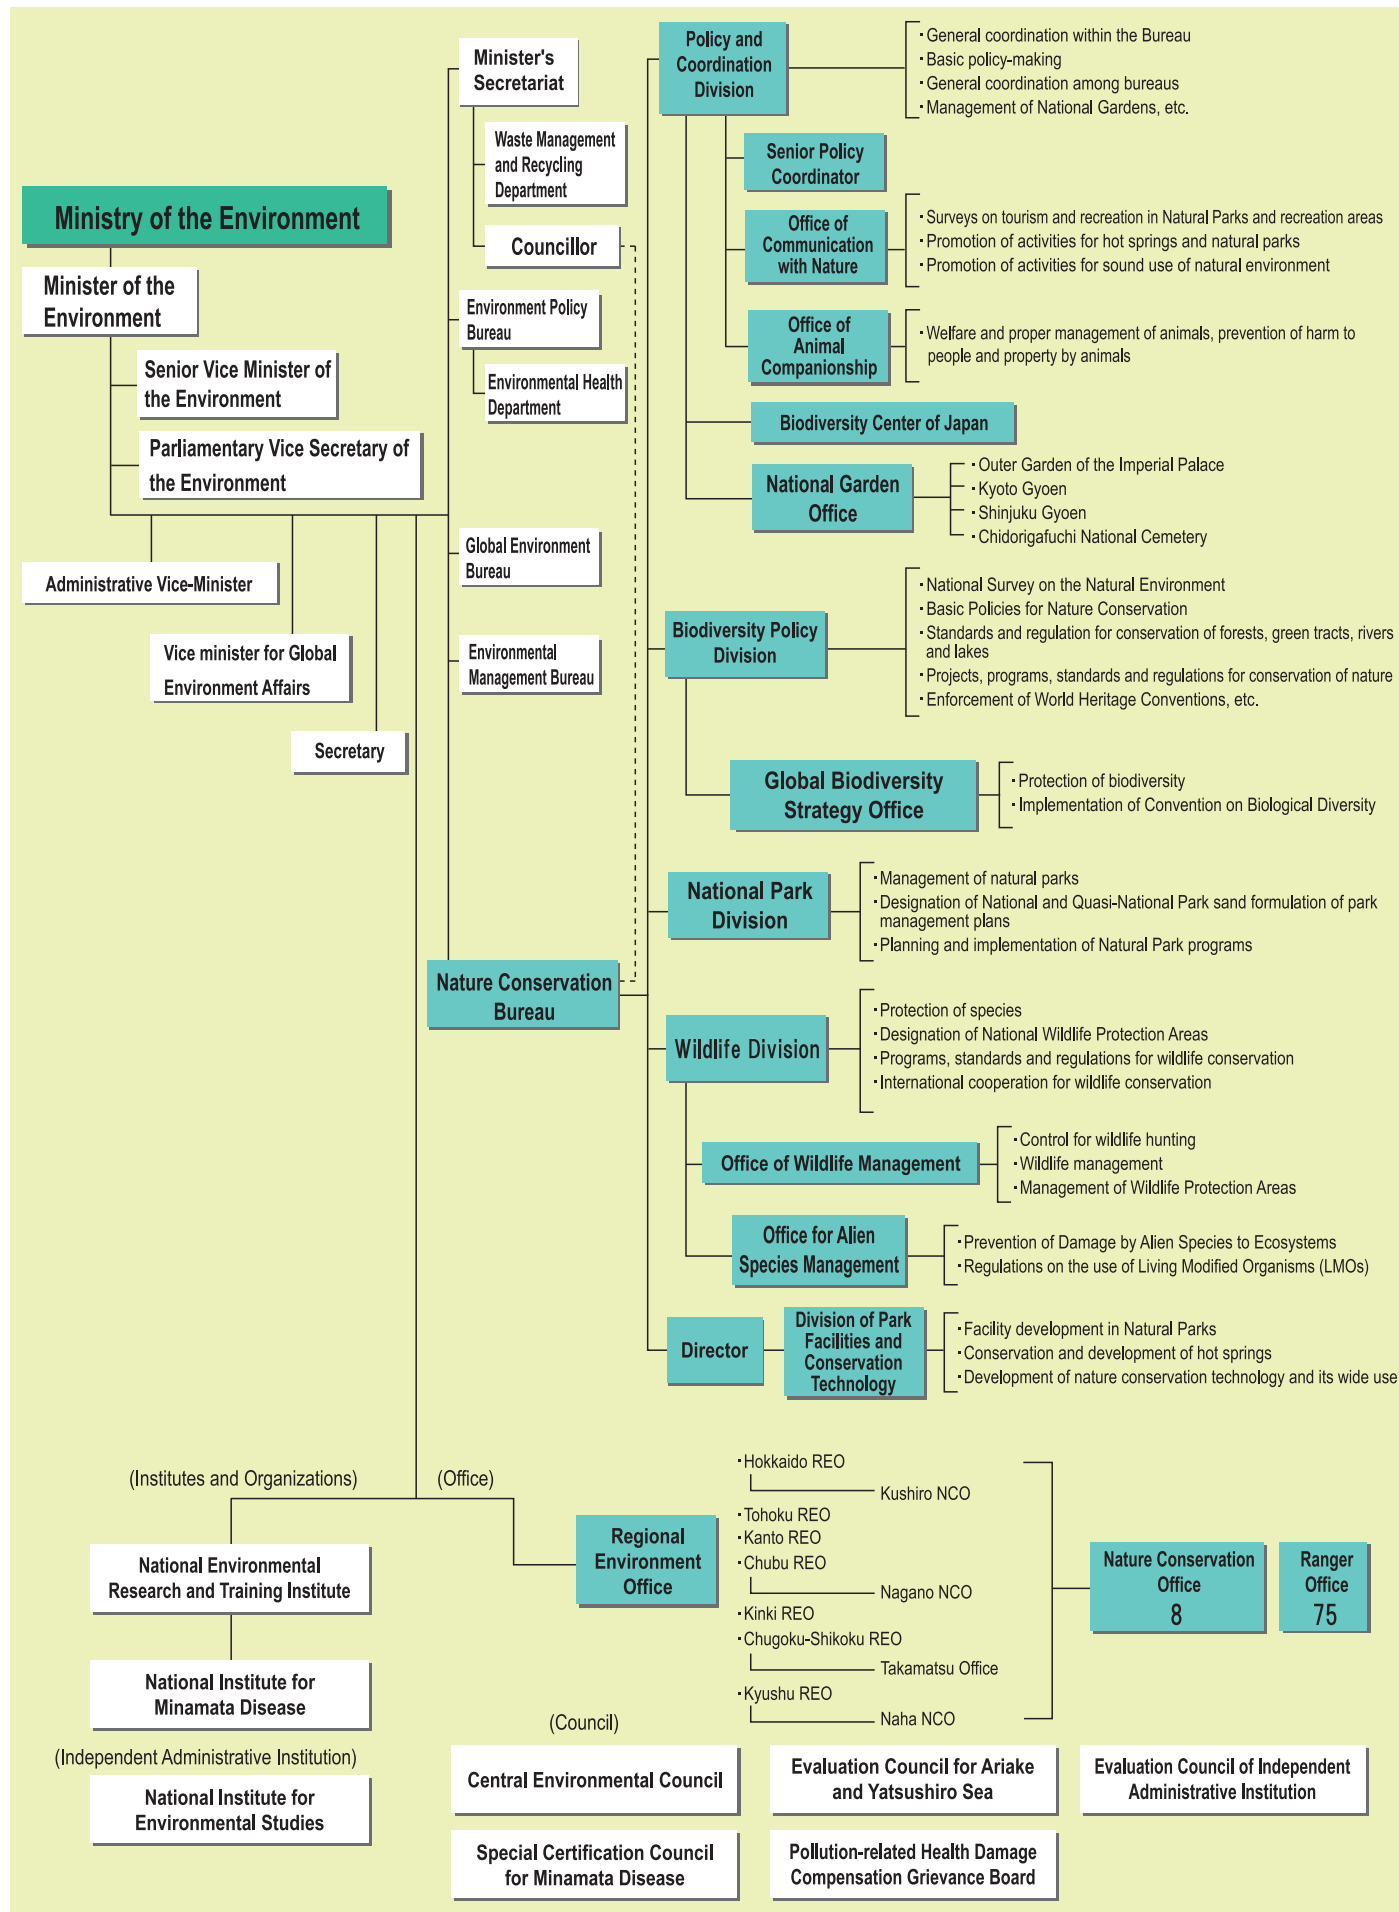 Ministry of the Environment
Minister of the
Environment
Senior Vice Minister of
the Environment
Parliamentary Vice Secretary of
the Environment
Administrative Vice-Minister
Vice minister for Global
Environment Affairs
Secretary
Minister's
Secretariat
Waste Management
and Recycling
Department
Councillor
Environment Policy
Bureau
Environmental Health
Department
Global Environment
Bureau
Environmental
Management Bureau
Nature Conservation
Bureau
Policy and
Coordination
Division
· General coordination within the Bureau
· Basic policy-making
· General coordination among bureaus
· Management of National Gardens, etc.
Senior Policy
Coordinator
Office of
Communication
with Nature
· Surveys on tourism and recreation in Natural Parks and recreation areas
· Promotion of activities for hot springs and natural parks
· Promotion of activities for sound use of natural environment
Office of
Animal
Companionship
· Welfare and proper management of animals, prevention of harm to
people and property by animals
Biodiversity Center of Japan
National Garden
Office
· Outer Garden of the Imperial Palace
· Kyoto Gyoen
· Shinjuku Gyoen
· Chidorigafuchi National Cemetery
Biodiversity Policy
Division
· National Survey on the Natural Environment
· Basic Policies for Nature Conservation
· Standards and regulation for conservation of forests, green tracts, rivers
and lakes
· Projects, programs, standards and regulations for conservation of nature
· Enforcement of World Heritage Conventions, etc.
Global Biodiversity
Strategy Office
· Protection of biodiversity
· Implementation of Convention on Biological Diversity
National Park
Division
· Management of natural parks
· Designation of National and Quasi-National Park sand formulation of park
management plans
· Planning and implementation of Natural Park programs
Wildlife Division
· Protection of species
· Designation of National Wildlife Protection Areas
· Programs, standards and regulations for wildlife conservation
· International cooperation for wildlife conservation
Office of Wildlife Management
· Control for wildlife hunting
· Wildlife management
· Management of Wildlife Protection Areas
Office for Alien
Species Management
· Prevention of Damage by Alien Species to Ecosystems
· Regulations on the use of Living Modified Organisms (LMOs)
Director
Division of Park
Facilities and
Conservation
Technology
· Facility development in Natural Parks
· Conservation and development of hot springs
· Development of nature conservation technology and its wide use
(Institutes and Organizations)
(Office)
National Environmental
Research and Training Institute
National Institute for
Minamata Disease
(Independent Administrative Institution)
National Institute for
Environmental Studies
Regional
Environment
Office
· Hokkaido REO
Kushiro NCO
· Tohoku REO
· Kanto REO
· Chubu REO
Nagano NCO
· Kinki REO
· Chugoku-Shikoku REO
Takamatsu Office
· Kyushu REO
Naha NCO
Nature Conservation
Office
8
Ranger
Office
75
(Council)
Central Environmental Council
Evaluation Council for Ariake
and Yatsushiro Sea
Evaluation Council of Independent
Administrative Institution
Special Certification Council
for Minamata Disease
Pollution-related Health Damage
Compensation Grievance Board